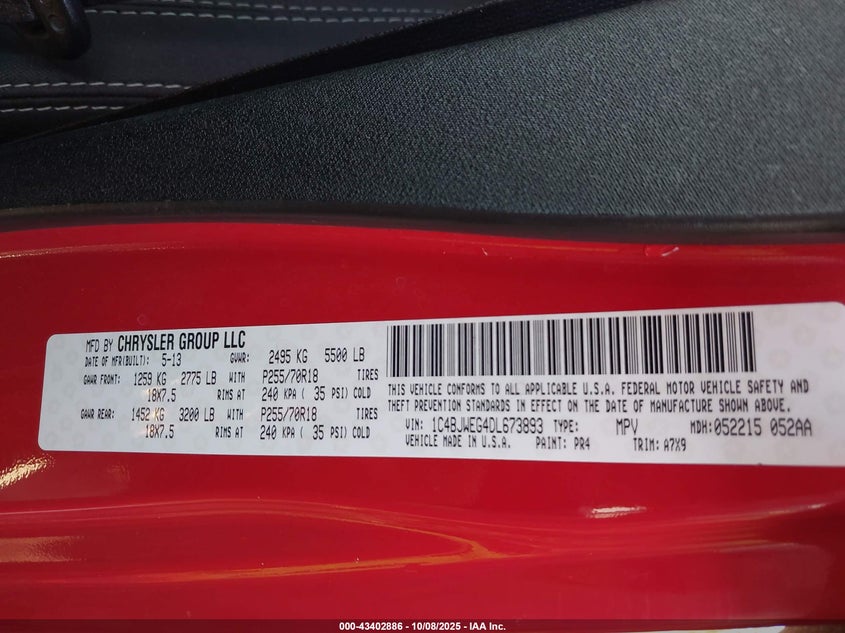 MFD BY CHRYSLER GROUP LLC
DATE OF MFR(BUILT): 5-13 GVWR: 2495 KG 5500 LB
GAWR FRONT: 1259 KG 2775 LB WITH P255/70R18 TIRES
18X7.5 RIMS AT 240 KPA ( 35 PSI) COLD
GAWR REAR: 1452 KG 3200 LB WITH P255/70R18 TIRES
18X7.5 RIMS AT 240 KPA ( 35 PSI) COLD
THIS VEHICLE CONFORMS TO ALL APPLICABLE U.S.A. FEDERAL MOTOR VEHICLE SAFETY AND
THEFT PREVENTION STANDARDS IN EFFECT ON THE DATE OF MANUFACTURE SHOWN ABOVE.
VIN: 1C4BJWEG4DL673893 TYPE: MPV MDH: 052215 052AA
VEHICLE MADE IN U.S.A. PAINT: PR4 TRIM: A7X9
000-43402886 - 10/08/2025 - IAA Inc.